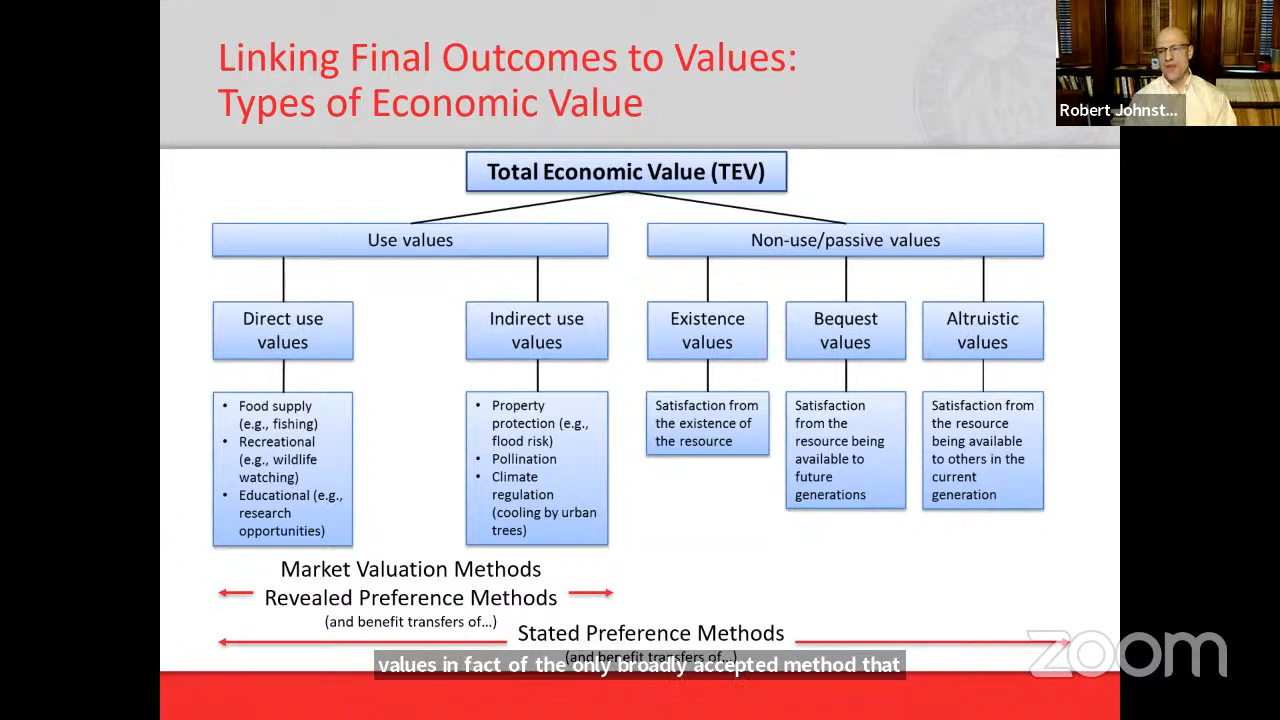 Linking Final Outcomes to Values:
Types of Economic Value
Robert Johnst...
Total Economic Value (TEV)
Use values
Non-use/passive values
Direct use
values
Indirect use
values
Existence
values
Bequest
values
Altruistic
values
• Food supply
(e.g., fishing)
• Recreational
(e.g., wildlife
watching)
• Educational (e.g.,
research
opportunities)
• Property
protection (e.g.,
flood risk)
• Pollination
• Climate
regulation
(cooling by urban
trees)
Satisfaction from
the existence of
the resource
Satisfaction
from the
resource being
available to
future
generations
Satisfaction from
the resource
being available
to others in the
current
generation
Market Valuation Methods
Revealed Preference Methods
(and benefit transfers of…)
Stated Preference Methods
(and benefit transfers of…)
values in fact of the only broadly accepted method that
zoom